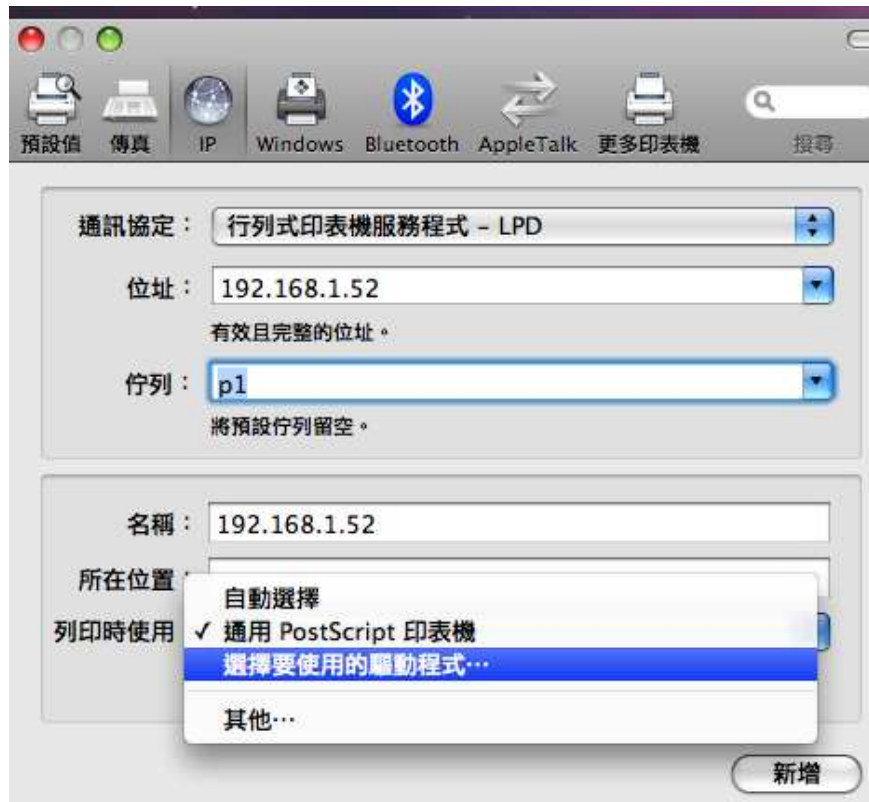 預設值 傳真 IP Windows Bluetooth AppleTalk 更多印表機 搜尋
通訊協定： 行列式印表機服務程式 – LPD
位址： 192.168.1.52
有效且完整的位址。
佇列： p1
將預設佇列留空。
名稱： 192.168.1.52
所在位置：
自動選擇
列印時使用 ✓ 通用 PostScript 印表機
選擇要使用的驅動程式…
其他…
新增